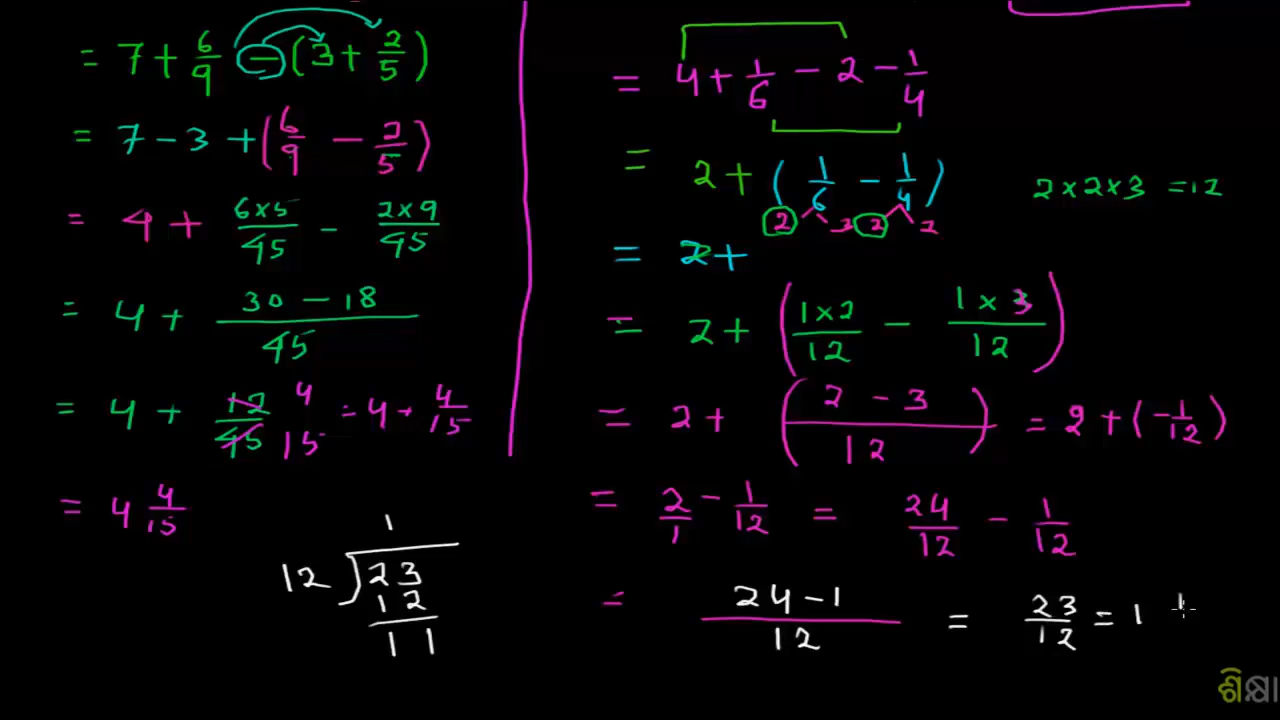 = 7 + 6/9 − (3 + 2/5)
= 7 − 3 + (6/9 − 2/5)
= 4 + 6×5/45 − 2×9/45
= 4 + 30 − 18/45
= 4 + 12/45 4/15 = 4 + 4/15
= 4 4/15
1
12 ) 23
12
11
= 4 + 1/6 − 2 − 1/4
= 2 + (1/6 − 1/4)
2 3 2 2
2×2×3 = 12
= 2 +
= 2 + (1×2/12 − 1×3/12)
= 2 + (2 − 3/12) = 2 + (−1/12)
= 2/1 − 1/12 = 24/12 − 1/12
= 24 − 1/12 = 23/12 = 1
ଶିକ୍ଷା